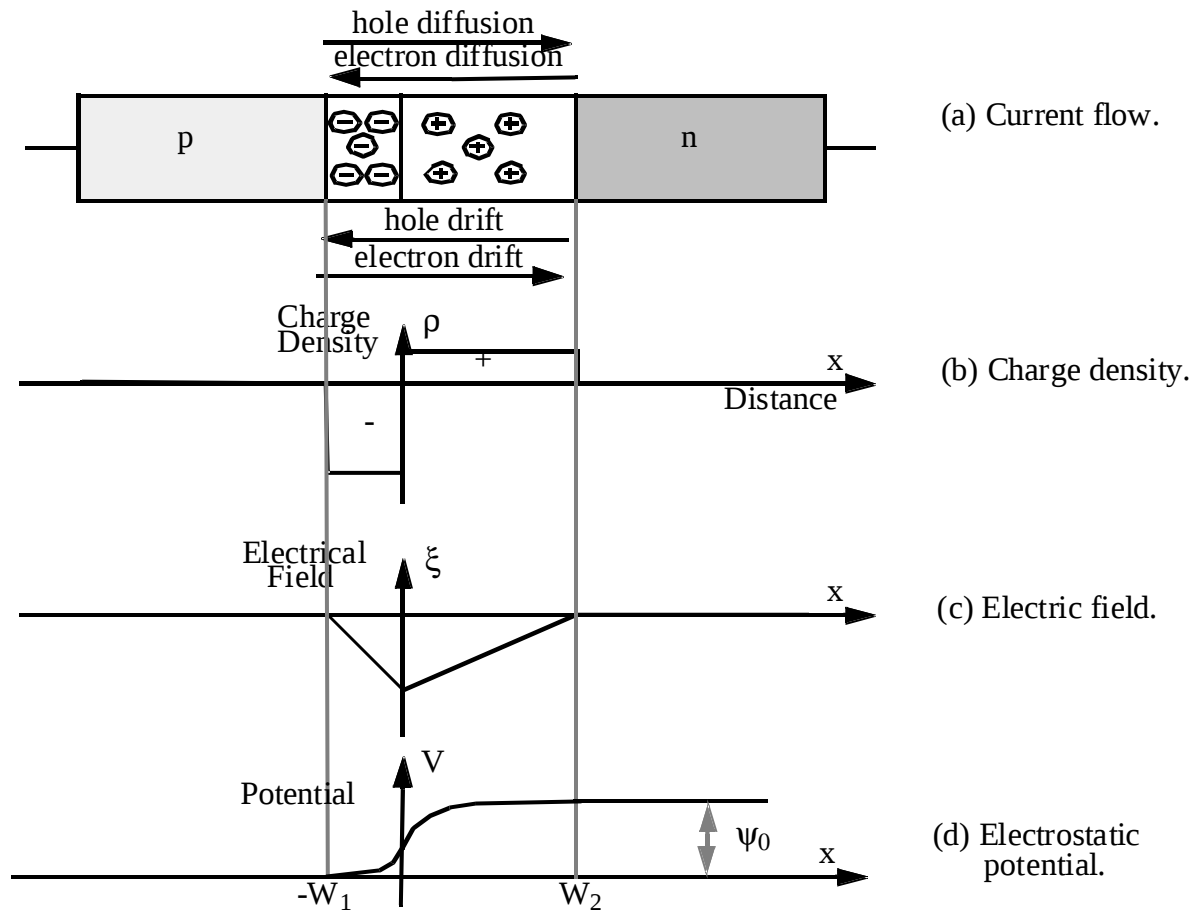 hole diffusion
electron diffusion
p
n
(a) Current flow.
hole drift
electron drift
Charge
Density
ρ
+
-
x
Distance
(b) Charge density.
Electrical
Field
ξ
x
(c) Electric field.
V
Potential
ψ0
x
(d) Electrostatic
potential.
-W1
W2